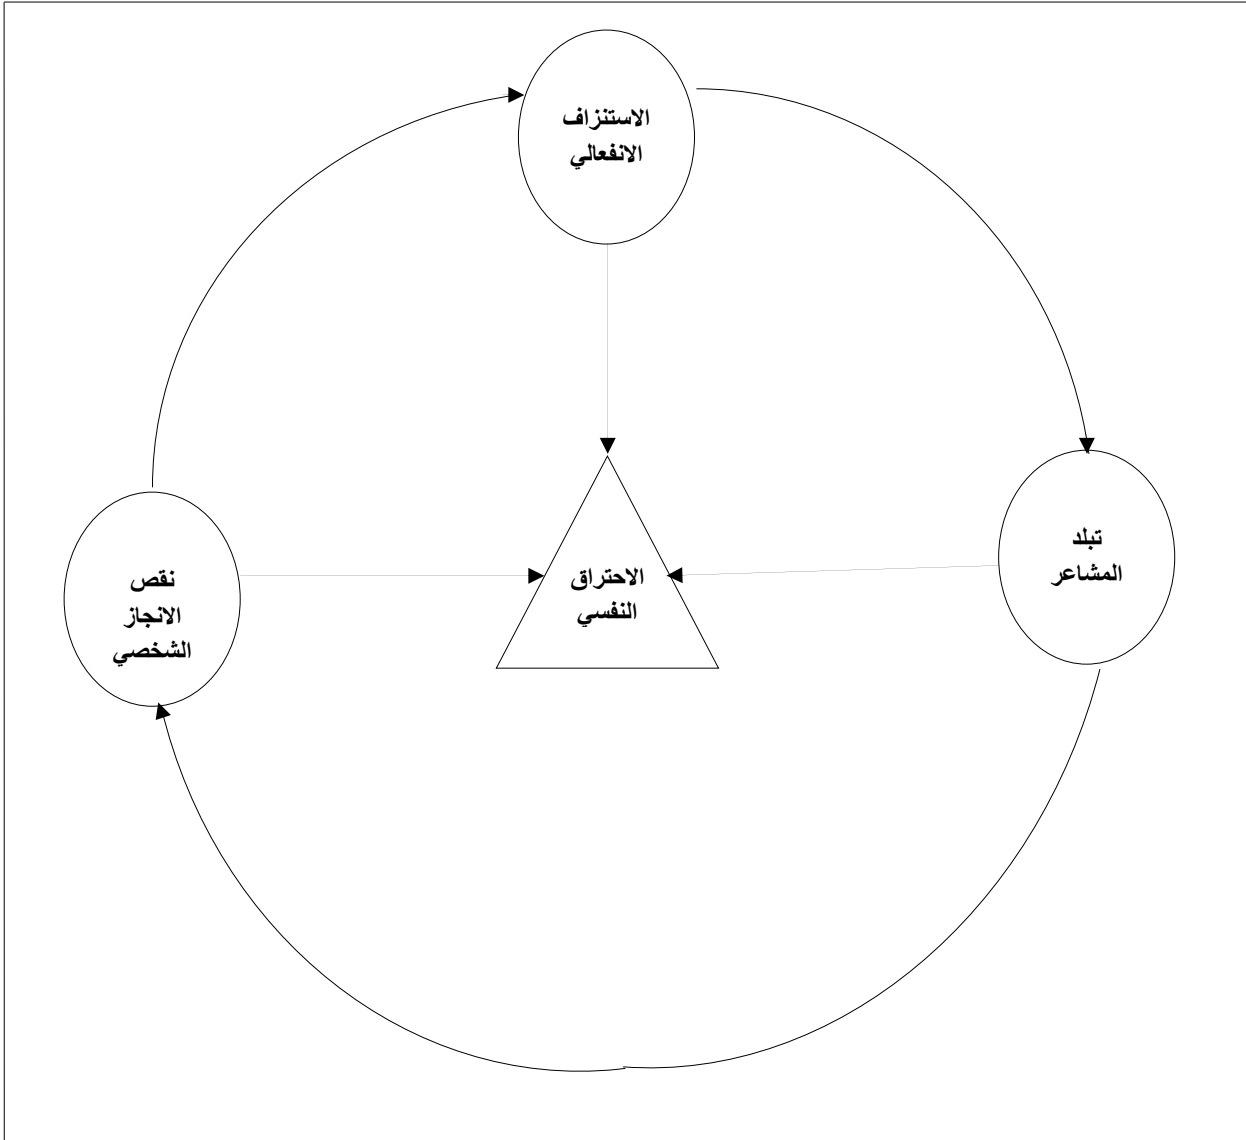 الاستنزاف
الانفعالي
تبلد
المشاعر
الاحتراق
النفسي
نقص
الانجاز
الشخصي